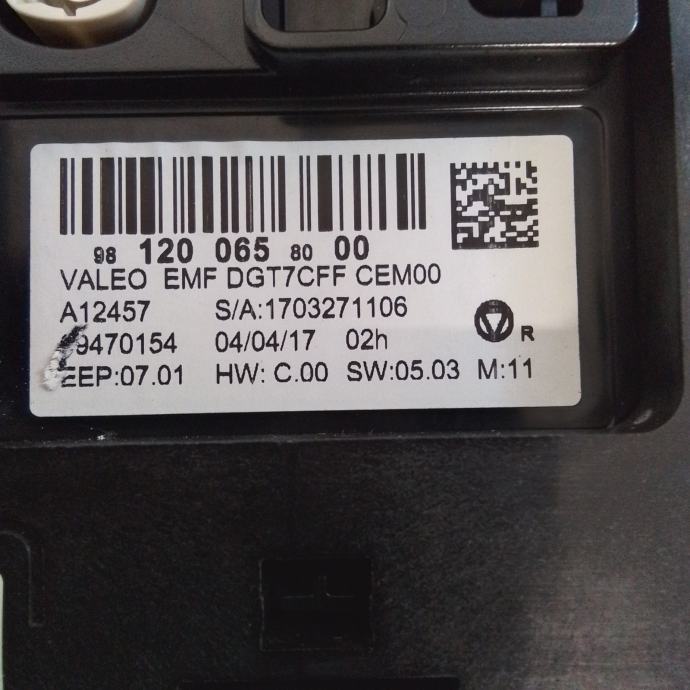 98 120 065 80 00
VALEO EMF DGT7CFF CEM00
A12457 S/A:1703271106
9470154 04/04/17 02h
R
EEP:07.01 HW: C.00 SW:05.03 M:11